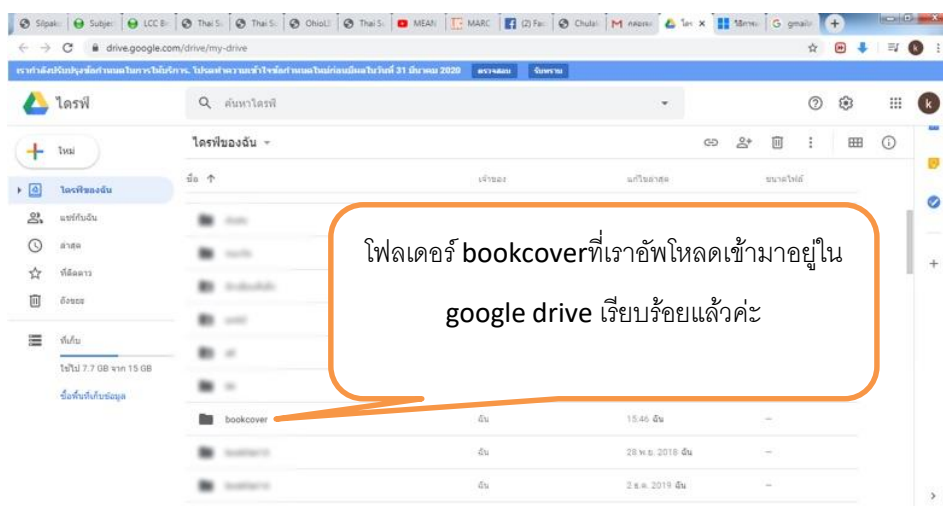 Silpak
Subjec
LCC B
Thai S
Thai S
OhioL
Thai S
MEAN
MARC
(2) Fac
Chula
G gmail
drive.google.com/drive/my-drive
เรากำลังปรับปรุงข้อกำหนดในการให้บริการ. โปรดทำความเข้าใจข้อกำหนดใหม่ก่อนมีผลในวันที่ 31 มีนาคม 2020 ตรวจสอบ รับทราบ
ไดรฟ์
ค้นหาไดรฟ์
k
ใหม่
ไดรฟ์ของฉัน
ชื่อ
เจ้าของ
แก้ไขล่าสุด
ขนาดไฟล์
ไดรฟ์ของฉัน
แชร์กับฉัน
ล่าสุด
ที่ติดดาว
ถังขยะ
ที่เก็บ
ใช้ไป 7.7 GB จาก 15 GB
ซื้อพื้นที่เก็บข้อมูล
โฟลเดอร์ bookcoverที่เราอัพโหลดเข้ามาอยู่ใน
google drive เรียบร้อยแล้วค่ะ
bookcover ฉัน 15:46 ฉัน –
ฉัน 28 พ.ย. 2018 ฉัน –
ฉัน 2 ธ.ค. 2019 ฉัน –